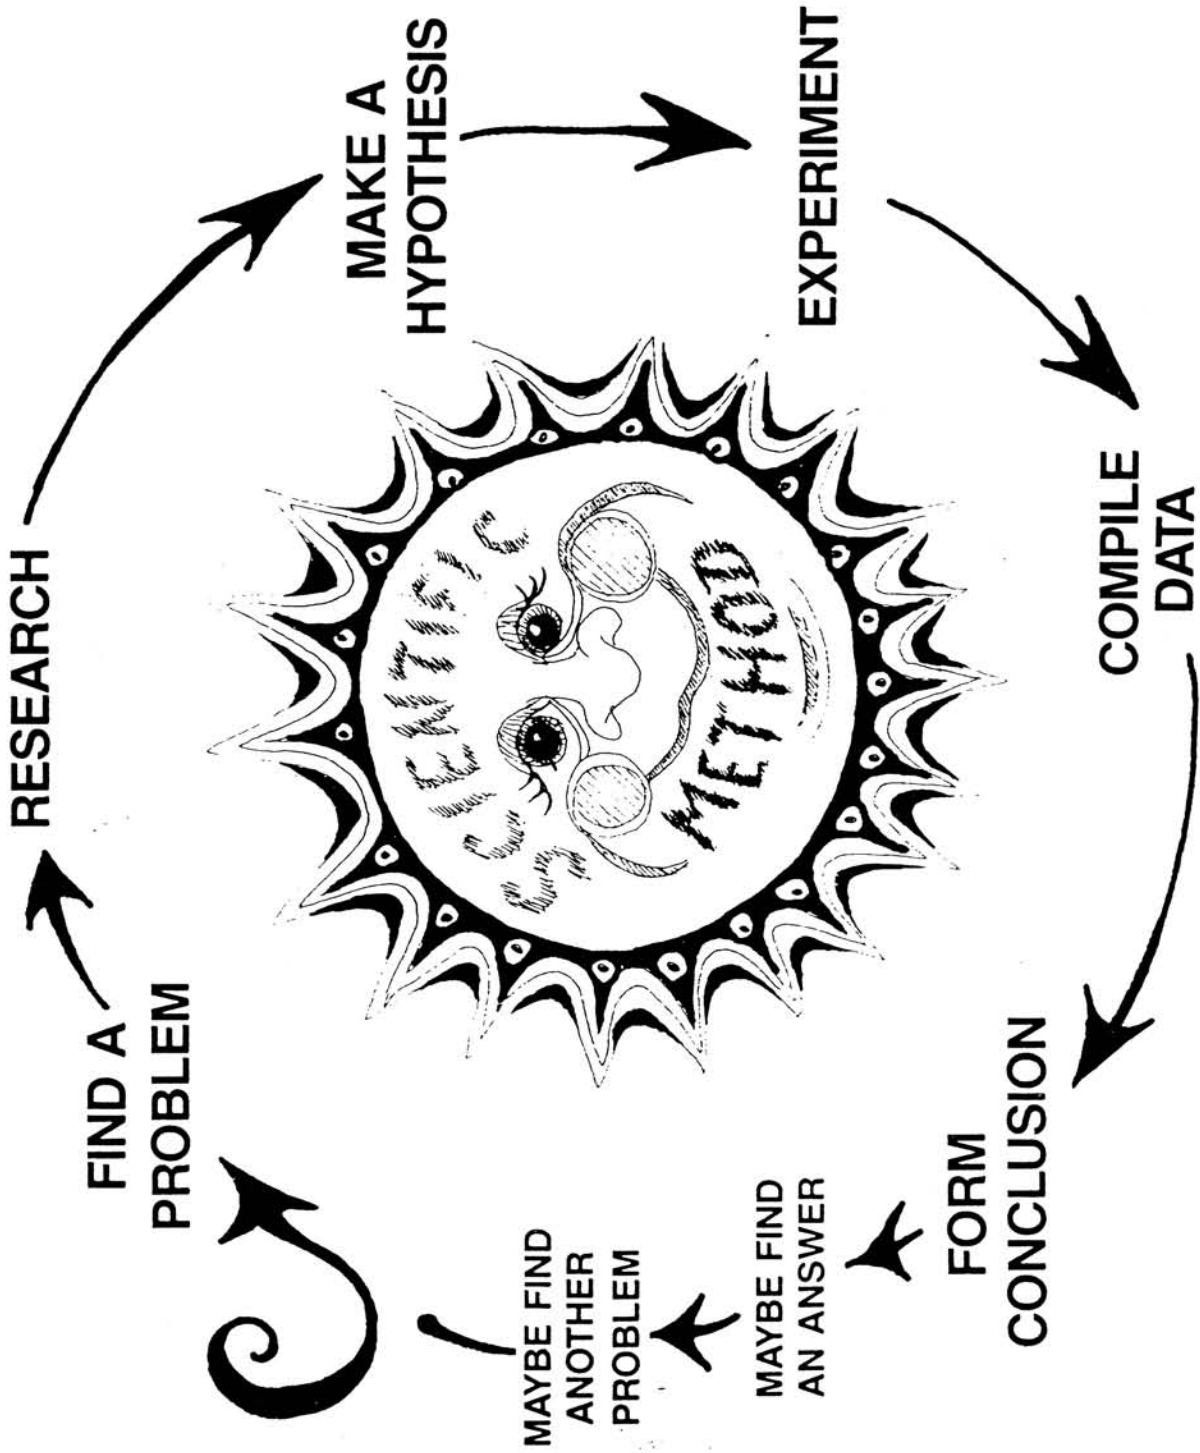 SCIENTIFIC
METHOD
FIND A
PROBLEM
RESEARCH
MAKE A
HYPOTHESIS
EXPERIMENT
COMPILE
DATA
FORM
CONCLUSION
MAYBE FIND
AN ANSWER
MAYBE FIND
ANOTHER
PROBLEM